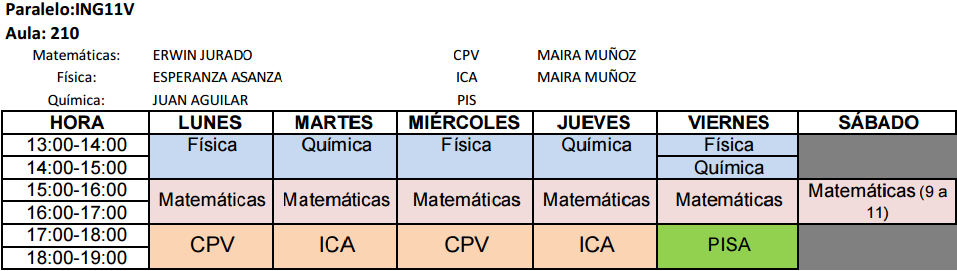 Paralelo:ING11V
Aula: 210
Matemáticas: ERWIN JURADO CPV MAIRA MUÑOZ
Física: ESPERANZA ASANZA ICA MAIRA MUÑOZ
Química: JUAN AGUILAR PIS
HORA LUNES MARTES MIÉRCOLES JUEVES VIERNES SÁBADO
13:00-14:00 Física Química Física Química Física
14:00-15:00 Química
15:00-16:00 Matemáticas Matemáticas Matemáticas Matemáticas Matemáticas Matemáticas (9 a
16:00-17:00 11)
17:00-18:00 CPV ICA CPV ICA PISA
18:00-19:00